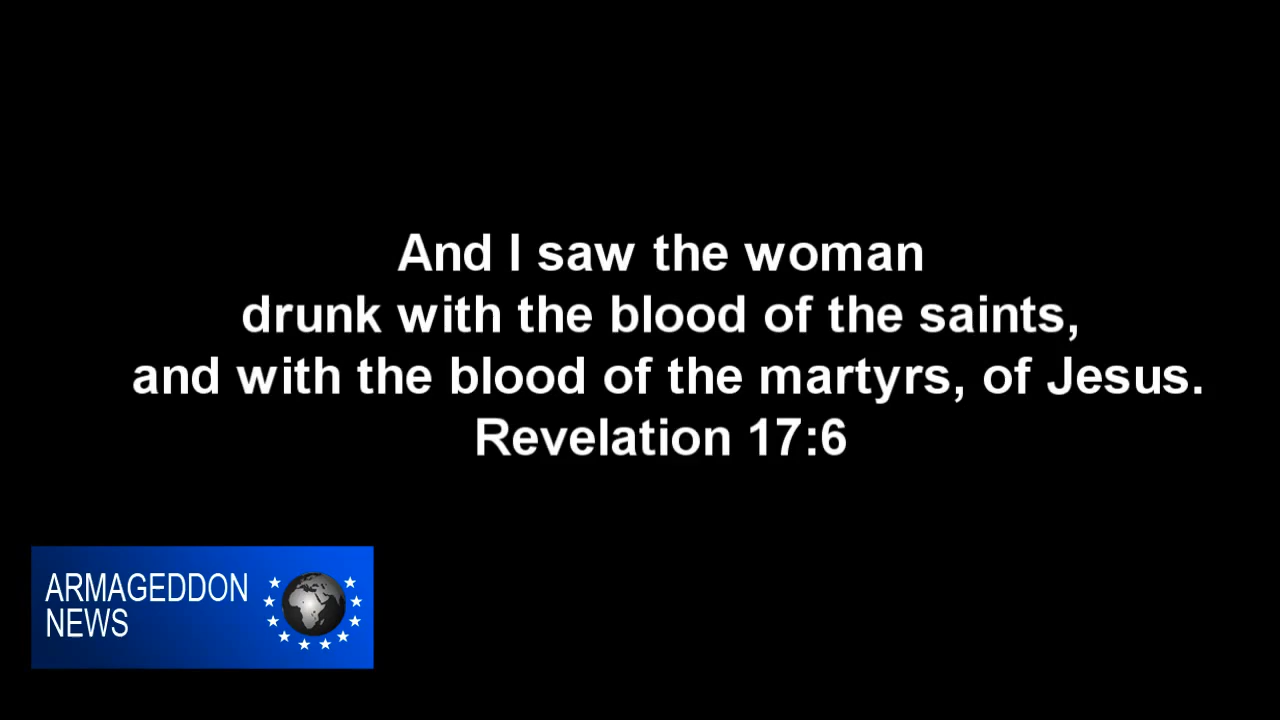 And I saw the woman
drunk with the blood of the saints,
and with the blood of the martyrs, of Jesus.
Revelation 17:6
ARMAGEDDON
NEWS